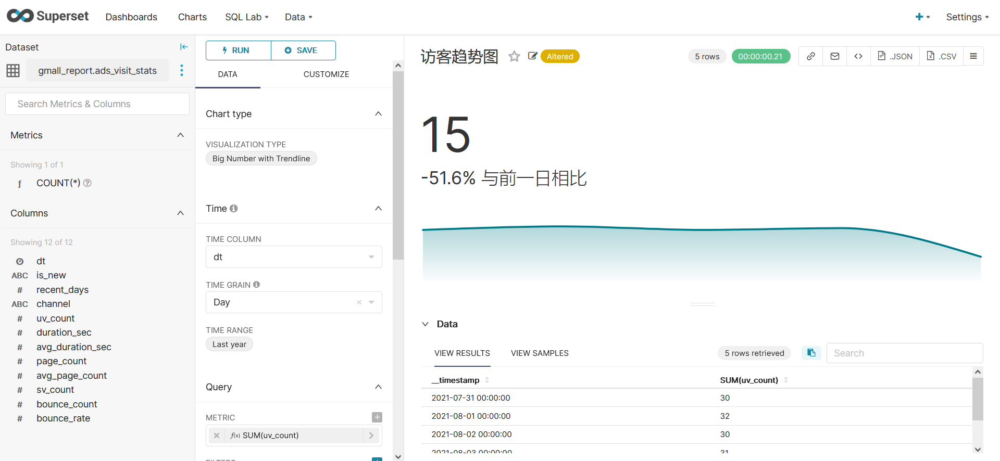 Superset
Dashboards
Charts
SQL Lab
Data
Settings
Dataset
gmall_report.ads_visit_stats
Search Metrics & Columns
Metrics
Showing 1 of 1
ƒ COUNT(*)
Columns
Showing 12 of 12
dt
ABC is_new
# recent_days
ABC channel
# uv_count
# duration_sec
# avg_duration_sec
# page_count
# avg_page_count
# sv_count
# bounce_count
# bounce_rate
RUN
SAVE
DATA
CUSTOMIZE
Chart type
VISUALIZATION TYPE
Big Number with Trendline
Time
TIME COLUMN
dt
TIME GRAIN
Day
TIME RANGE
Last year
Query
METRIC
f(x) SUM(uv_count)
访客趋势图
Altered
5 rows
00:00:00.21
.JSON
.CSV
15
-51.6% 与前一日相比
Data
VIEW RESULTS
VIEW SAMPLES
5 rows retrieved
Search
__timestamp SUM(uv_count)
2021-07-31 00:00:00 30
2021-08-01 00:00:00 32
2021-08-02 00:00:00 30
2021-08-03 00:00:00 31